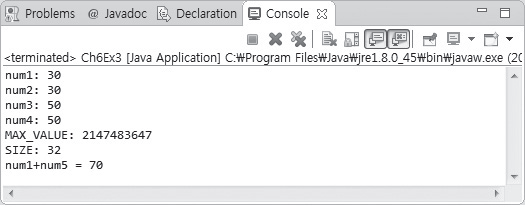 Problems @ Javadoc Declaration Console
<terminated> Ch6Ex3 [Java Application] C:₩Program Files₩Java₩jre1.8.0_45₩bin₩javaw.exe (20
num1: 30
num2: 30
num3: 50
num4: 50
MAX_VALUE: 2147483647
SIZE: 32
num1+num5 = 70